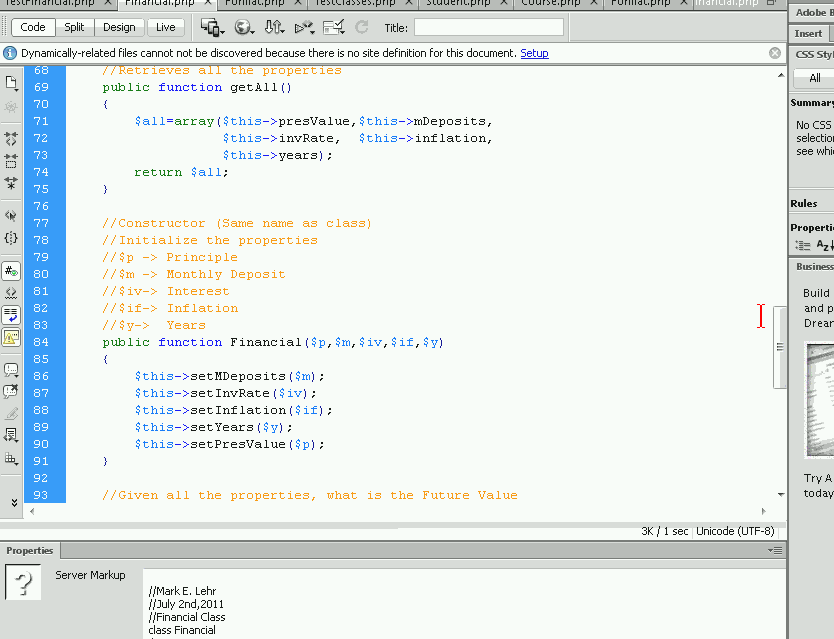 TestFinancial.php × Financial.php × FunFact.php × TestClasses.php × Student.php × Course.php × FunFact.php × inancial.php
Code Split Design Live Title:
Dynamically-related files cannot not be discovered because there is no site definition for this document. Setup
68 //Retrieves all the properties
69 public function getAll()
70 {
71 $all=array($this->presValue,$this->mDeposits,
72 $this->invRate, $this->inflation,
73 $this->years);
74 return $all;
75 }
76
77 //Constructor (Same name as class)
78 //Initialize the properties
79 //$p -> Principle
80 //$m -> Monthly Deposit
81 //$iv-> Interest
82 //$if-> Inflation
83 //$y-> Years
84 public function Financial($p,$m,$iv,$if,$y)
85 {
86 $this->setMDeposits($m);
87 $this->setInvRate($iv);
88 $this->setInflation($if);
89 $this->setYears($y);
90 $this->setPresValue($p);
91 }
92
93 //Given all the properties, what is the Future Value
3K / 1 sec Unicode (UTF-8)
Properties
Server Markup
//Mark E. Lehr
//July 2nd,2011
//Financial Class
class Financial
Adobe B
Insert
CSS Sty
All
Summary
No CSS
selectio
see whic
Rules
Properti
Business
Build
and p
Drear
Try A
today